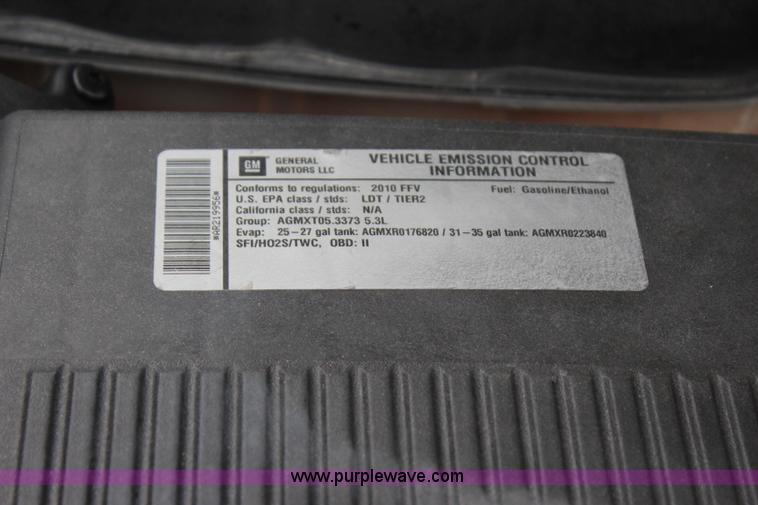 *AR219956*
GM
GENERAL
MOTORS LLC
VEHICLE EMISSION CONTROL
INFORMATION
Conforms to regulations: 2010 FFV Fuel: Gasoline/Ethanol
U.S. EPA class / stds: LDT / TIER2
California class / stds: N/A
Group: AGMXT05.3373 5.3L
Evap: 25-27 gal tank: AGMXR0176820 / 31-35 gal tank: AGMXR0223840
SFI/HO2S/TWC, OBD: II
www.purplewave.com